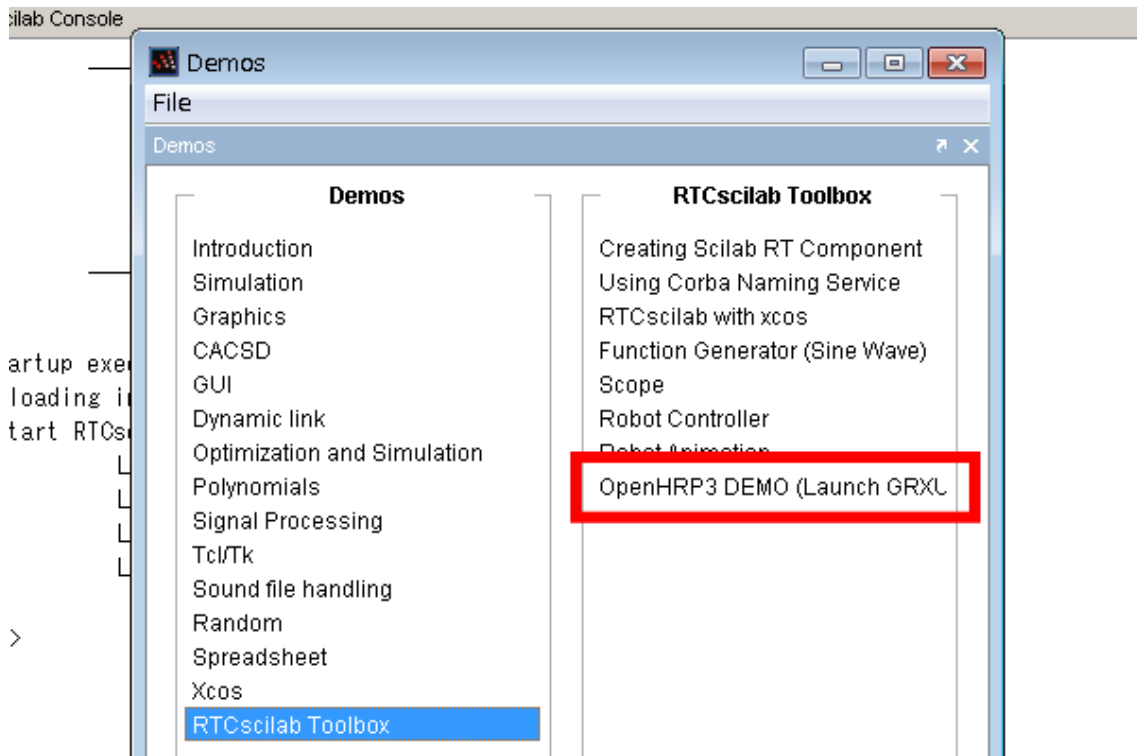 cilab Console
Demos
File
Demos
Demos
Introduction
Simulation
Graphics
CACSD
GUI
Dynamic link
Optimization and Simulation
Polynomials
Signal Processing
Tcl/Tk
Sound file handling
Random
Spreadsheet
Xcos
RTCscilab Toolbox
RTCscilab Toolbox
Creating Scilab RT Component
Using Corba Naming Service
RTCscilab with xcos
Function Generator (Sine Wave)
Scope
Robot Controller
Robot Animation
OpenHRP3 DEMO (Launch GRXU
artup exe
loading i
tart RTCs
>